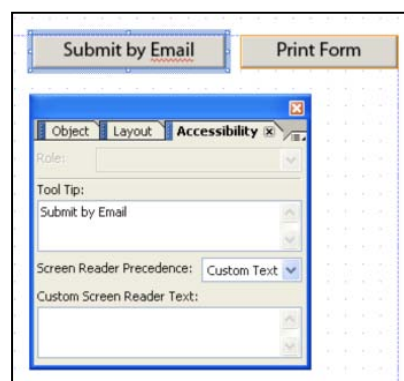 Submit by Email Print Form
Object Layout Accessibility
Role:
Tool Tip:
Submit by Email
Screen Reader Precedence: Custom Text
Custom Screen Reader Text: